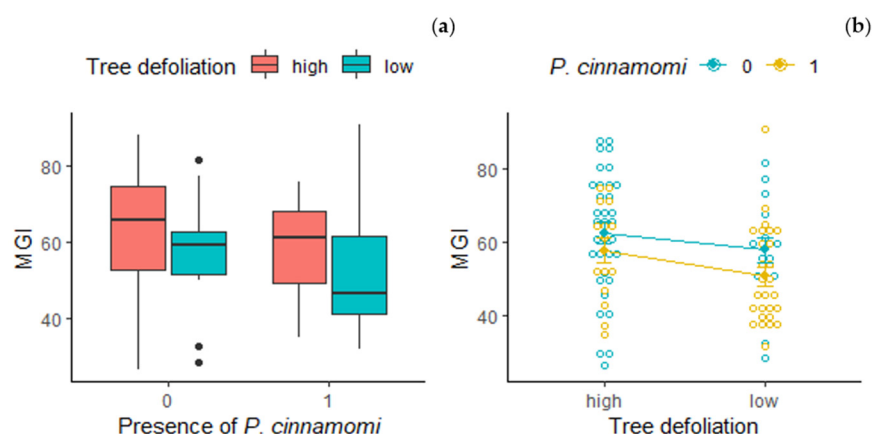 (a)
Tree defoliation high low
MGI
80
60
40
0 1
Presence of P. cinnamomi
(b)
P. cinnamomi 0 1
MGI
80
60
40
high low
Tree defoliation